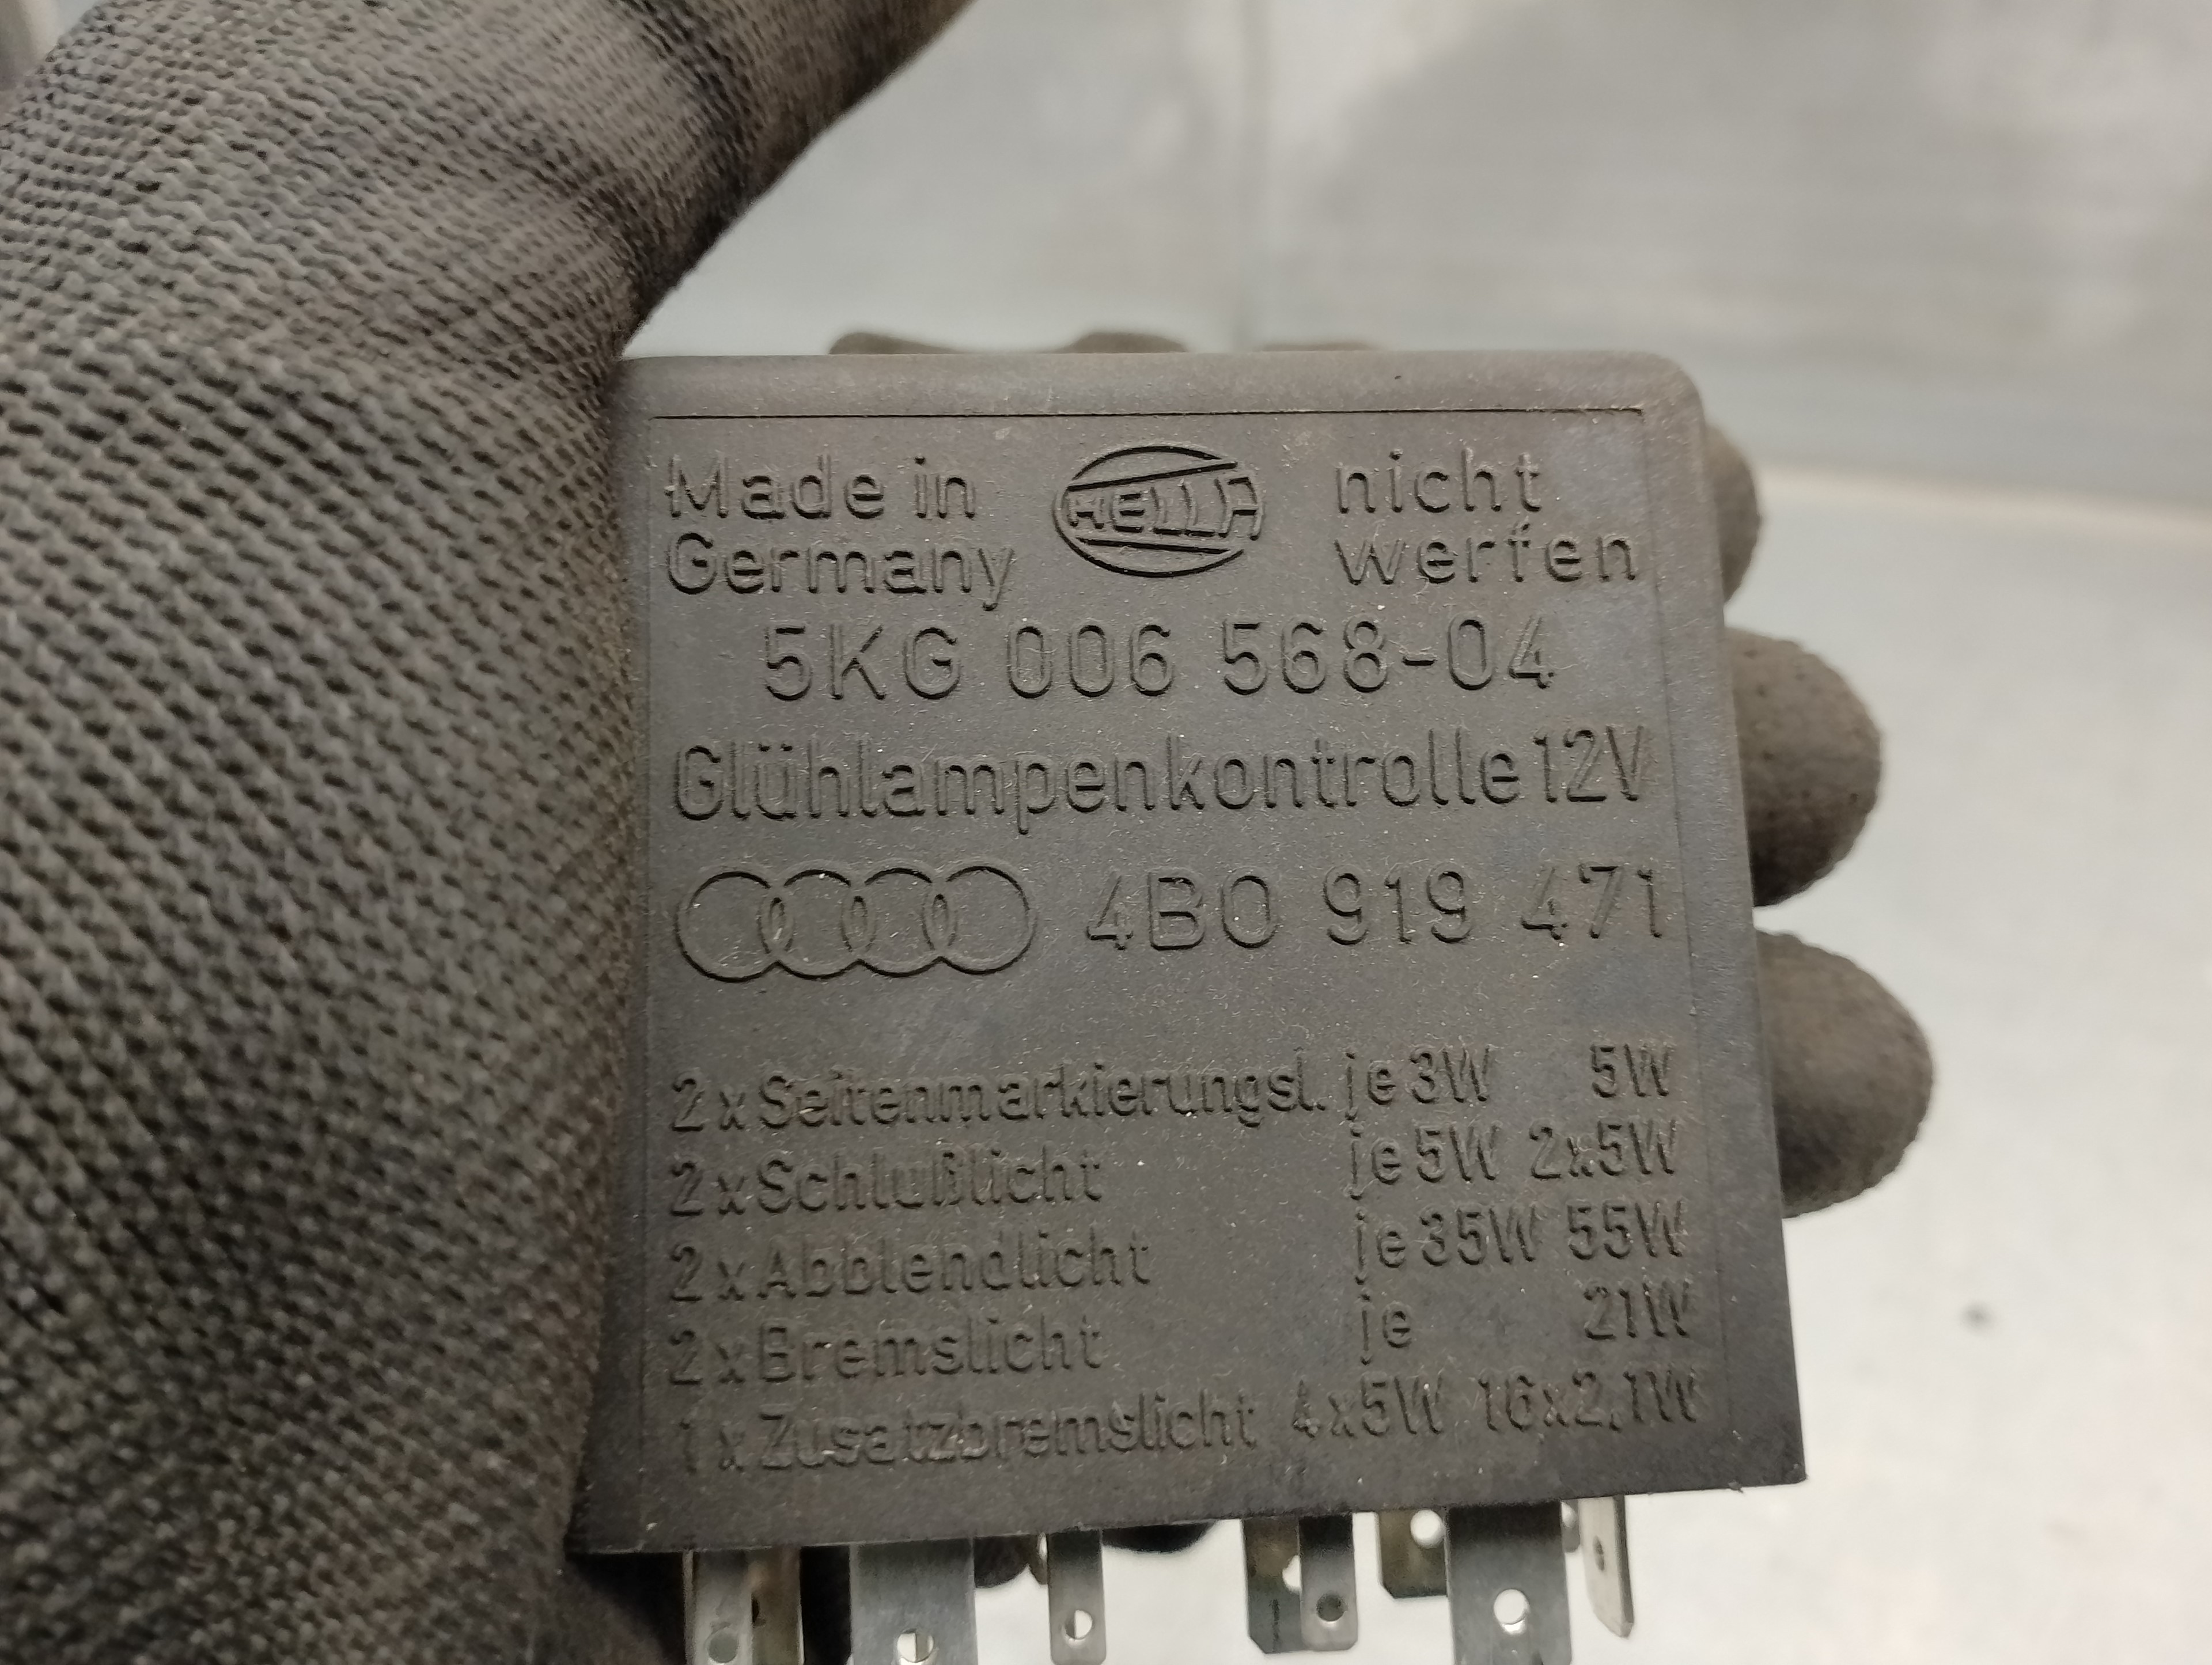 Made in Germany
HELLA
nicht werfen
5KG 006 568-04
Glühlampenkontrolle 12V
4B0 919 471
2 x Seitenmarkierungsl. je 3W 5W
2 x Schlußlicht je 5W 2x5W
2 x Abblendlicht je 35W 55W
2 x Bremslicht je 21W
1 x Zusatzbremslicht 4x5W 16x2,1W